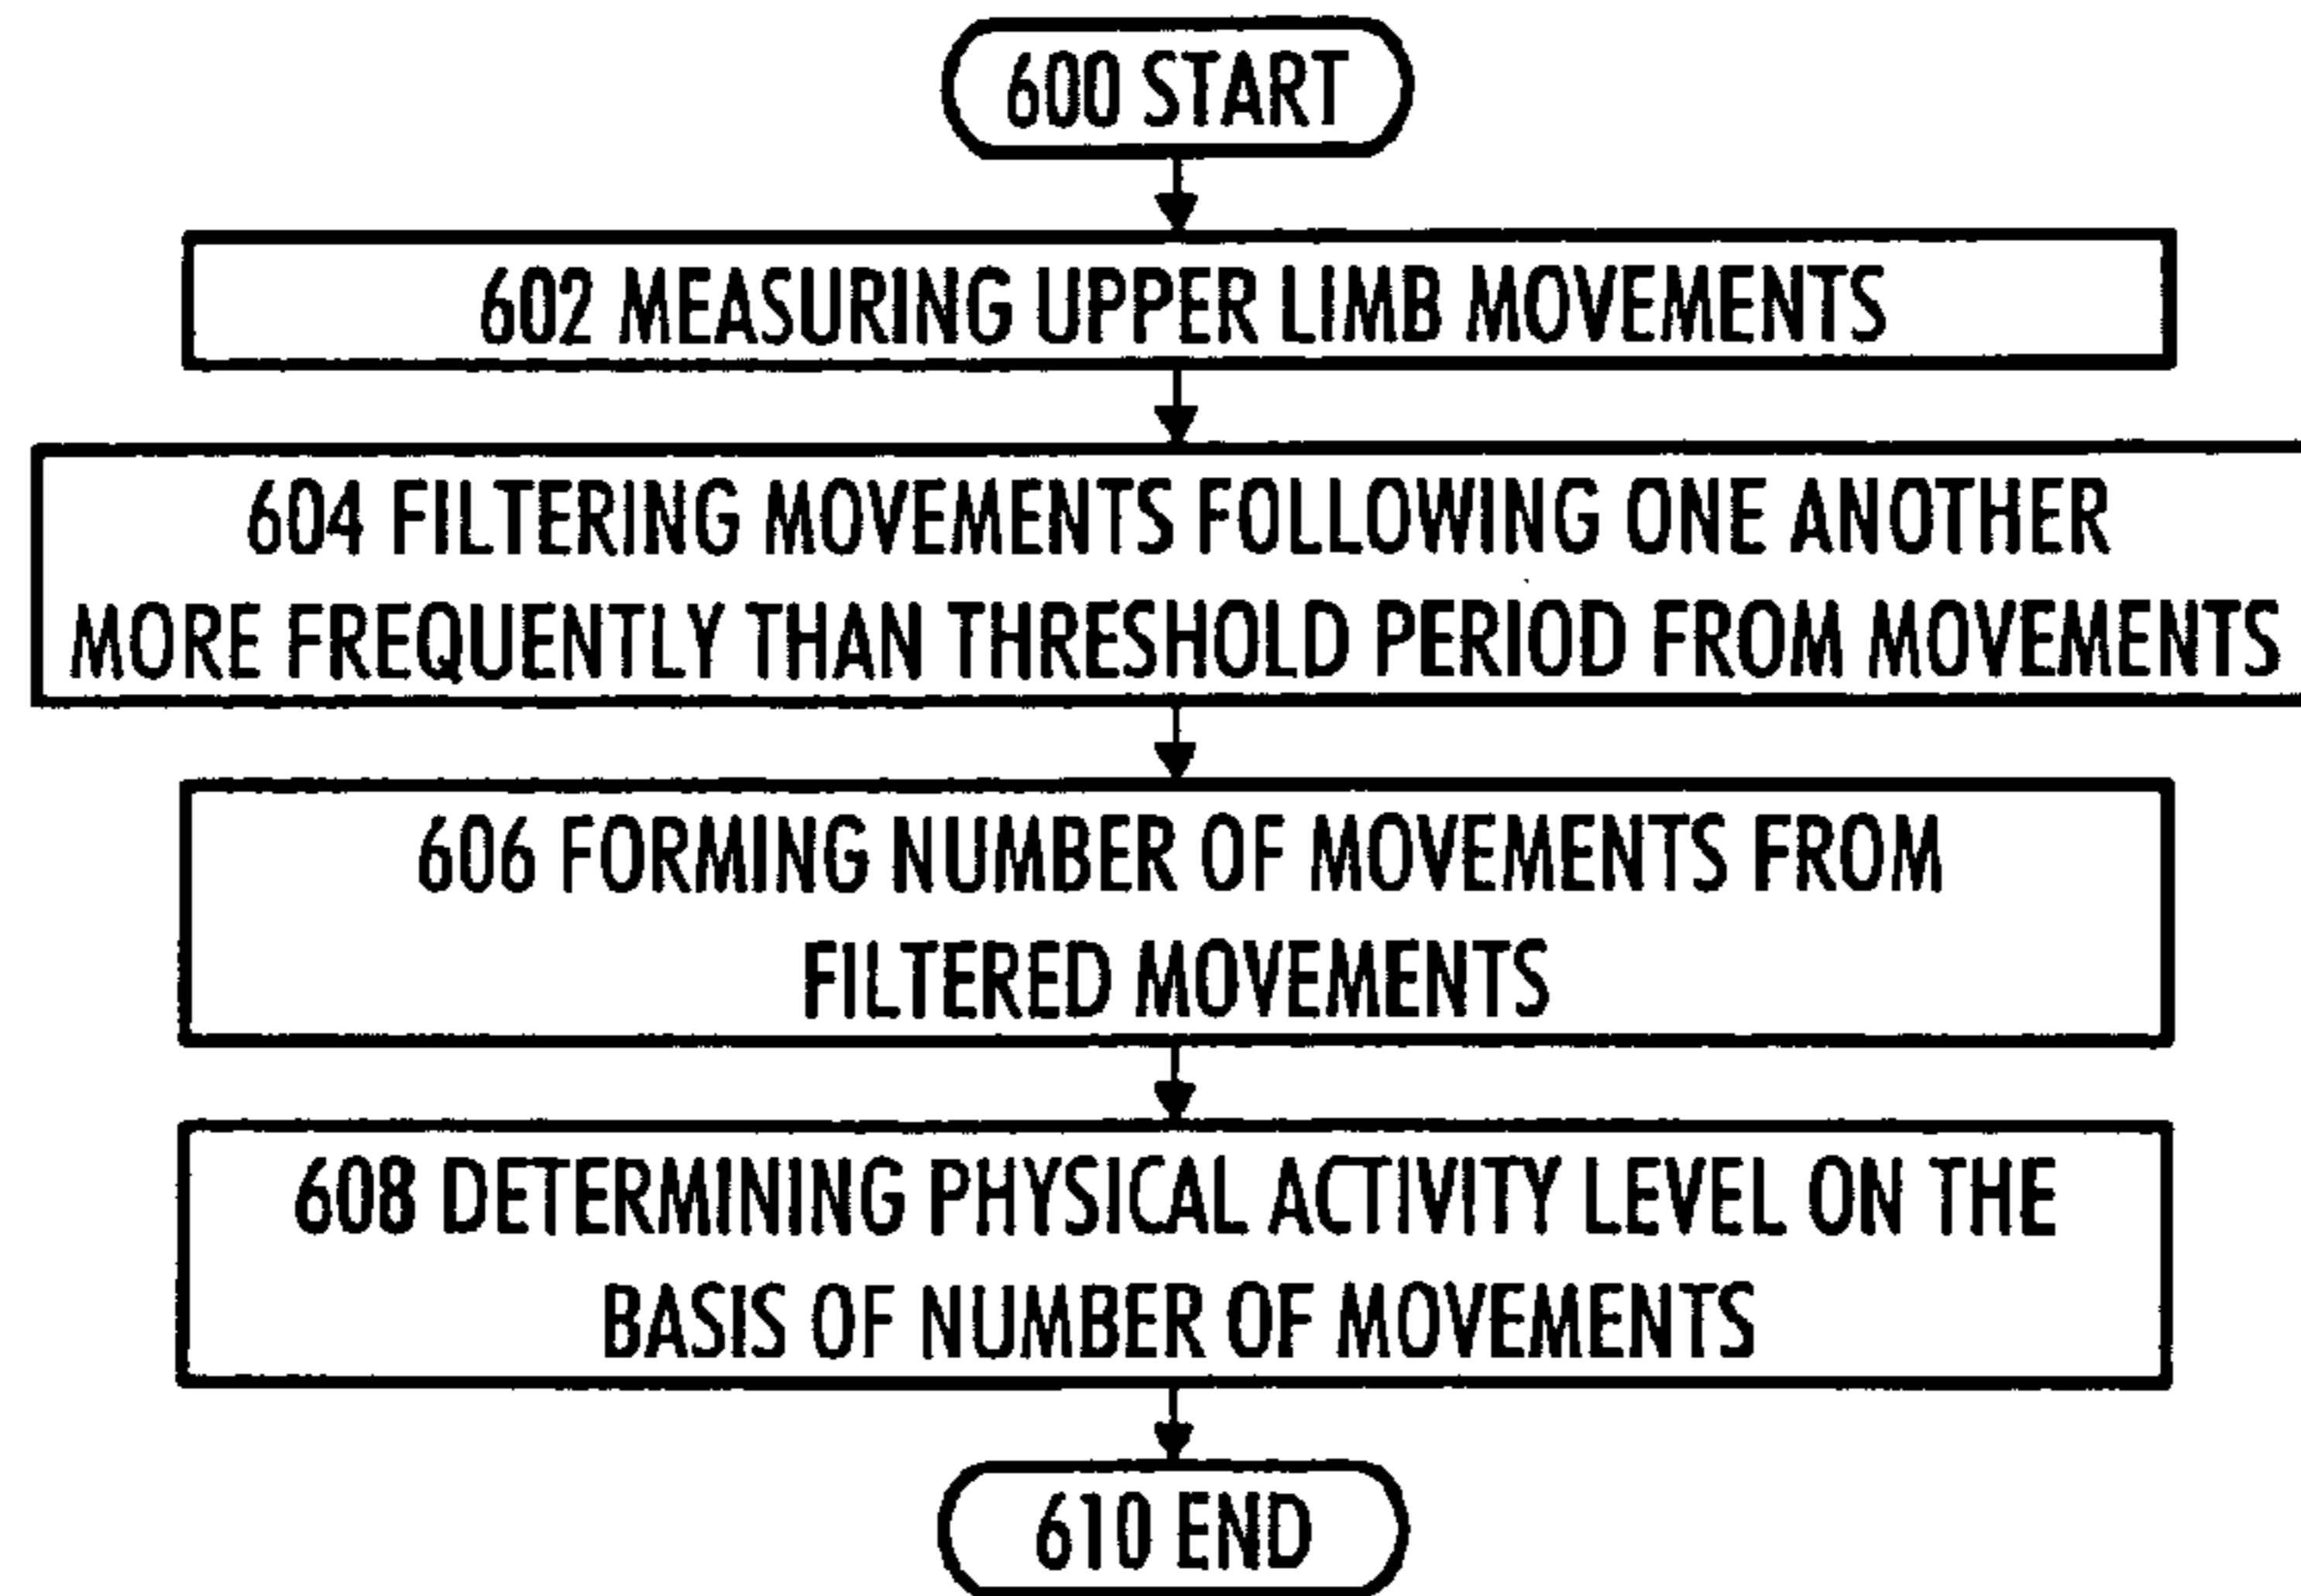 600 START
602 MEASURING UPPER LIMB MOVEMENTS
604 FILTERING MOVEMENTS FOLLOWING ONE ANOTHER
MORE FREQUENTLY THAN THRESHOLD PERIOD FROM MOVEMENTS
606 FORMING NUMBER OF MOVEMENTS FROM
FILTERED MOVEMENTS
608 DETERMINING PHYSICAL ACTIVITY LEVEL ON THE
BASIS OF NUMBER OF MOVEMENTS
610 END